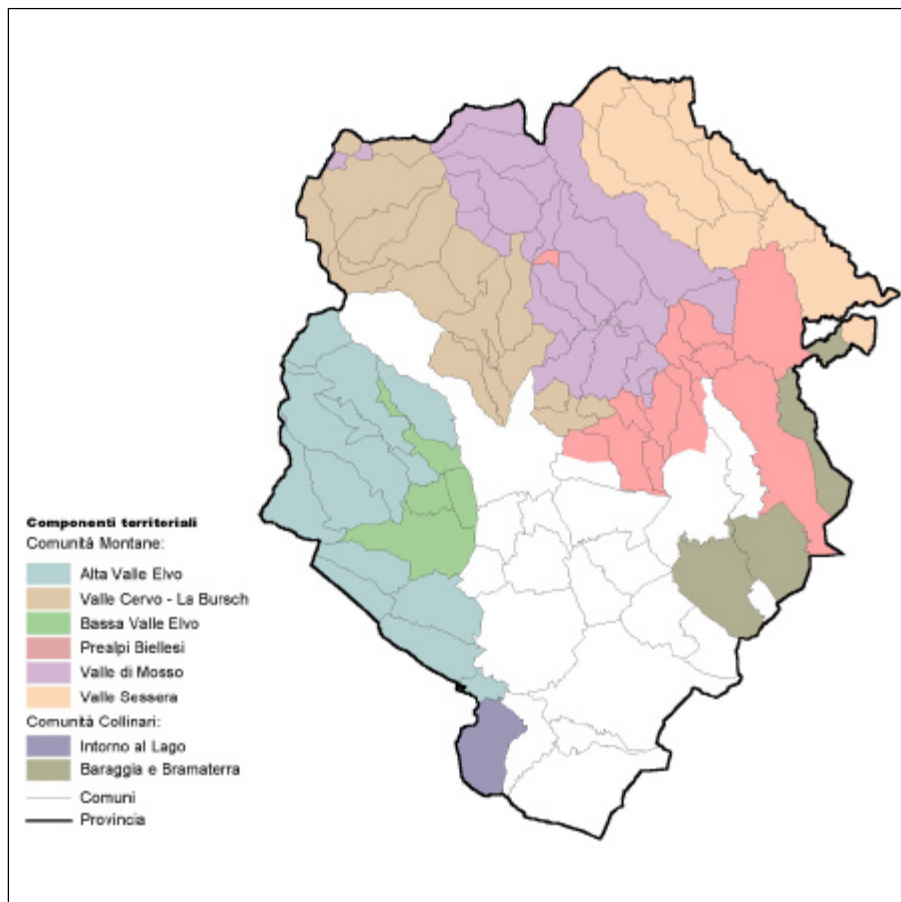 Componenti territoriali
Comunità Montane:
Alta Valle Elvo
Valle Cervo - La Bursch
Bassa Valle Elvo
Prealpi Biellesi
Valle di Mosso
Valle Sessera
Comunità Collinari:
Intorno al Lago
Baraggia e Bramaterra
Comuni
Provincia